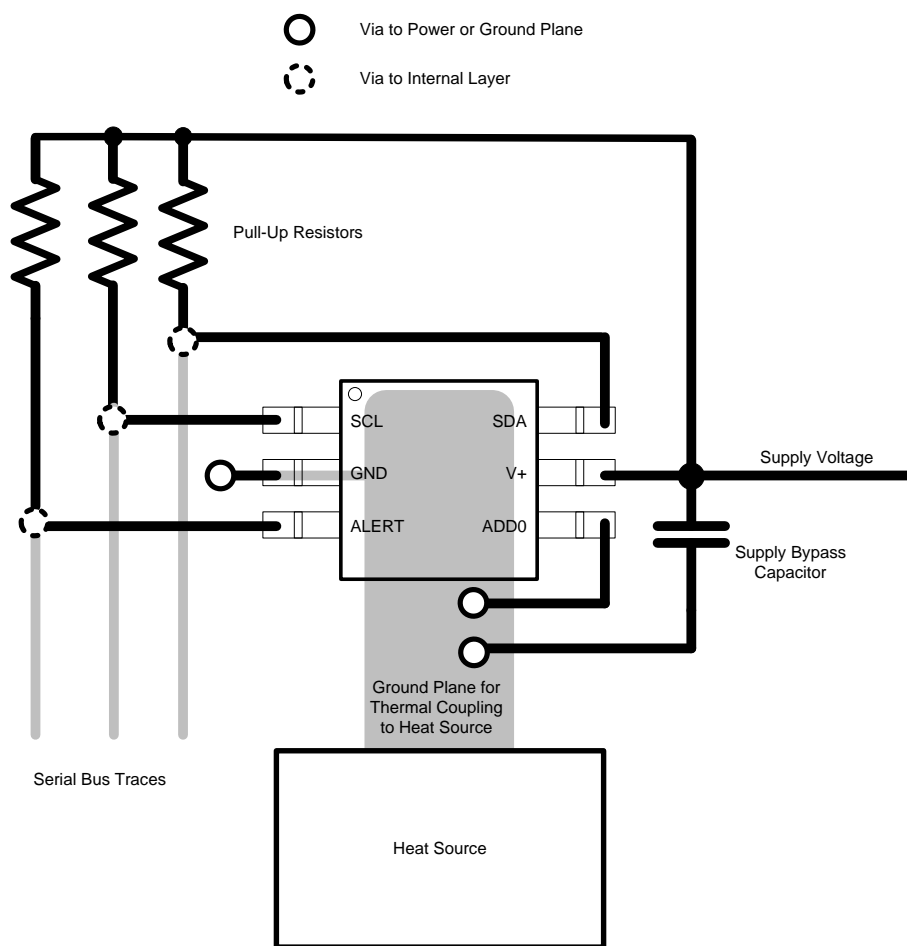 Via to Power or Ground Plane
Via to Internal Layer
Pull-Up Resistors
SCL
SDA
GND
V+
ALERT
ADD0
Supply Voltage
Supply Bypass
Capacitor
Ground Plane for
Thermal Coupling
to Heat Source
Serial Bus Traces
Heat Source